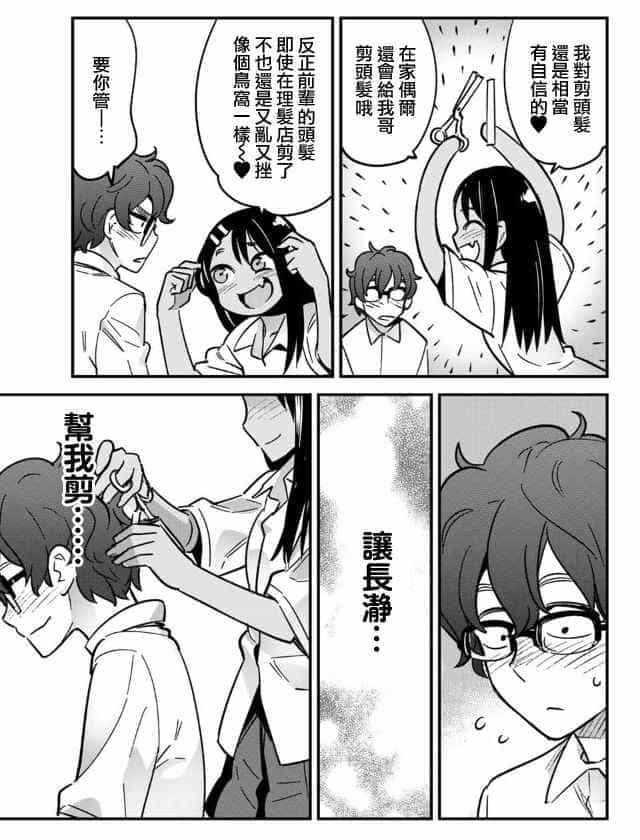 我對剪頭髮
還是相當
有自信的♥
在家偶爾
還會給我哥
剪頭髮哦
反正前輩的頭髮
即使在理髮店剪了
不也還是又亂又挫
像個鳥窩一樣~♥
要你管—…
讓長瀞…
幫我剪……